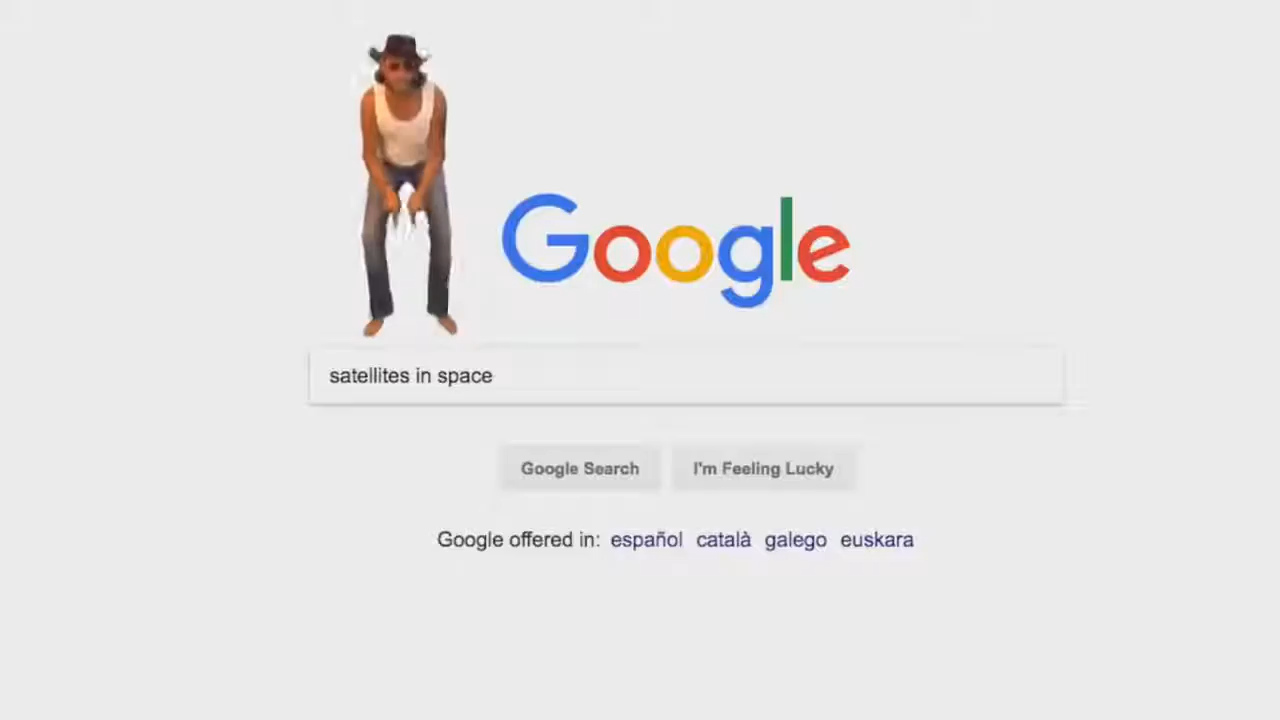 Google
satellites in space
Google Search I'm Feeling Lucky
Google offered in: español català galego euskara